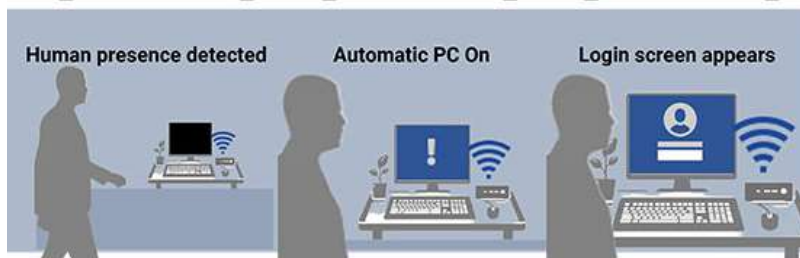 Human presence detected
Automatic PC On
Login screen appears